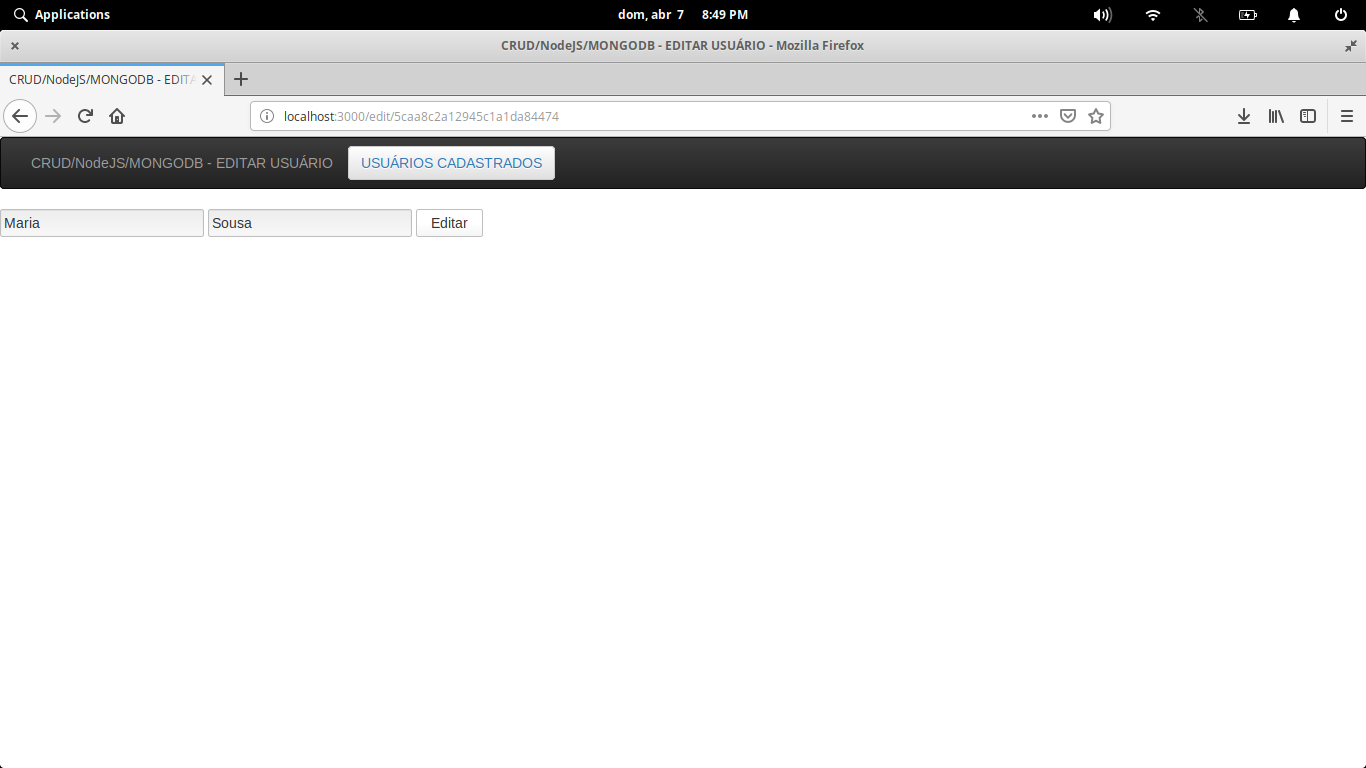 Applications dom, abr 7 8:49 PM
CRUD/NodeJS/MONGODB - EDITAR USUÁRIO - Mozilla Firefox
CRUD/NodeJS/MONGODB - EDITA
localhost:3000/edit/5caa8c2a12945c1a1da84474
CRUD/NodeJS/MONGODB - EDITAR USUÁRIO USUÁRIOS CADASTRADOS
Maria Sousa Editar